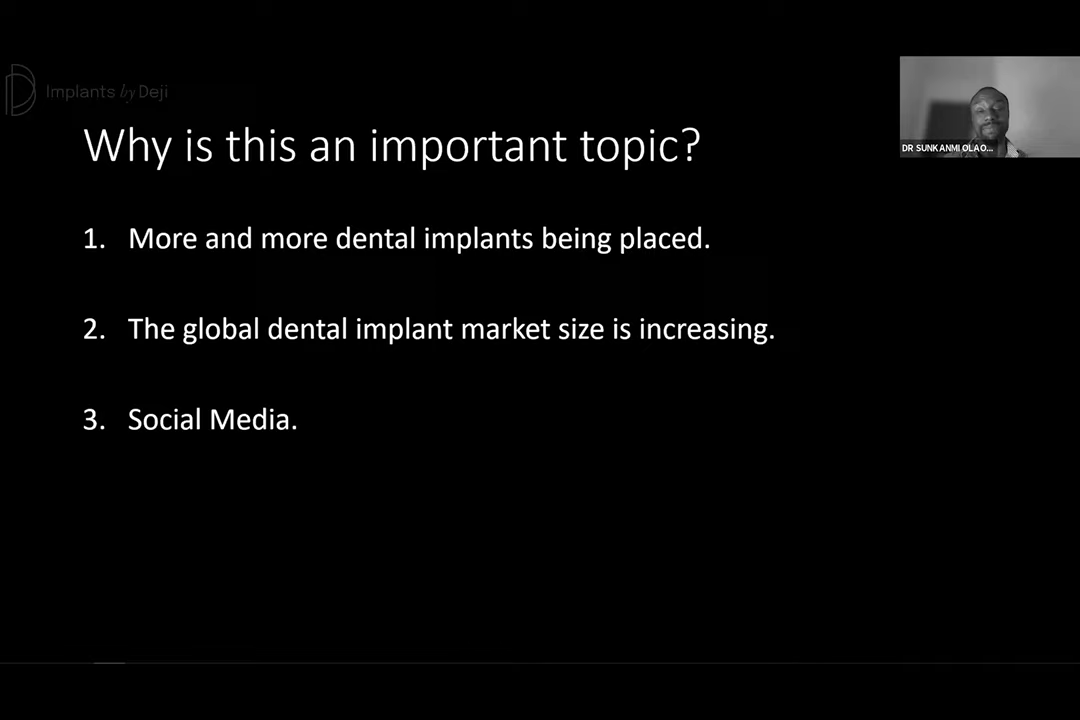 Implants by Deji
DR SUNKANMI OLAO...
Why is this an important topic?
1. More and more dental implants being placed.
2. The global dental implant market size is increasing.
3. Social Media.